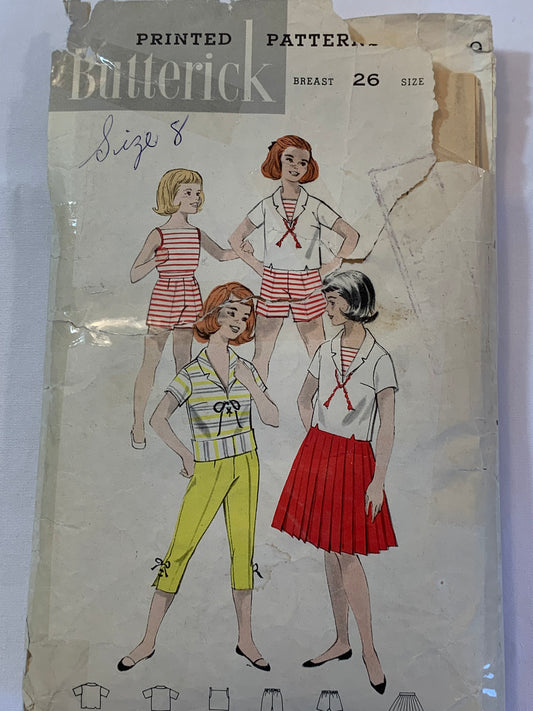 PRINTED PATTERN
Butterick
BREAST 26 SIZE
Size 8